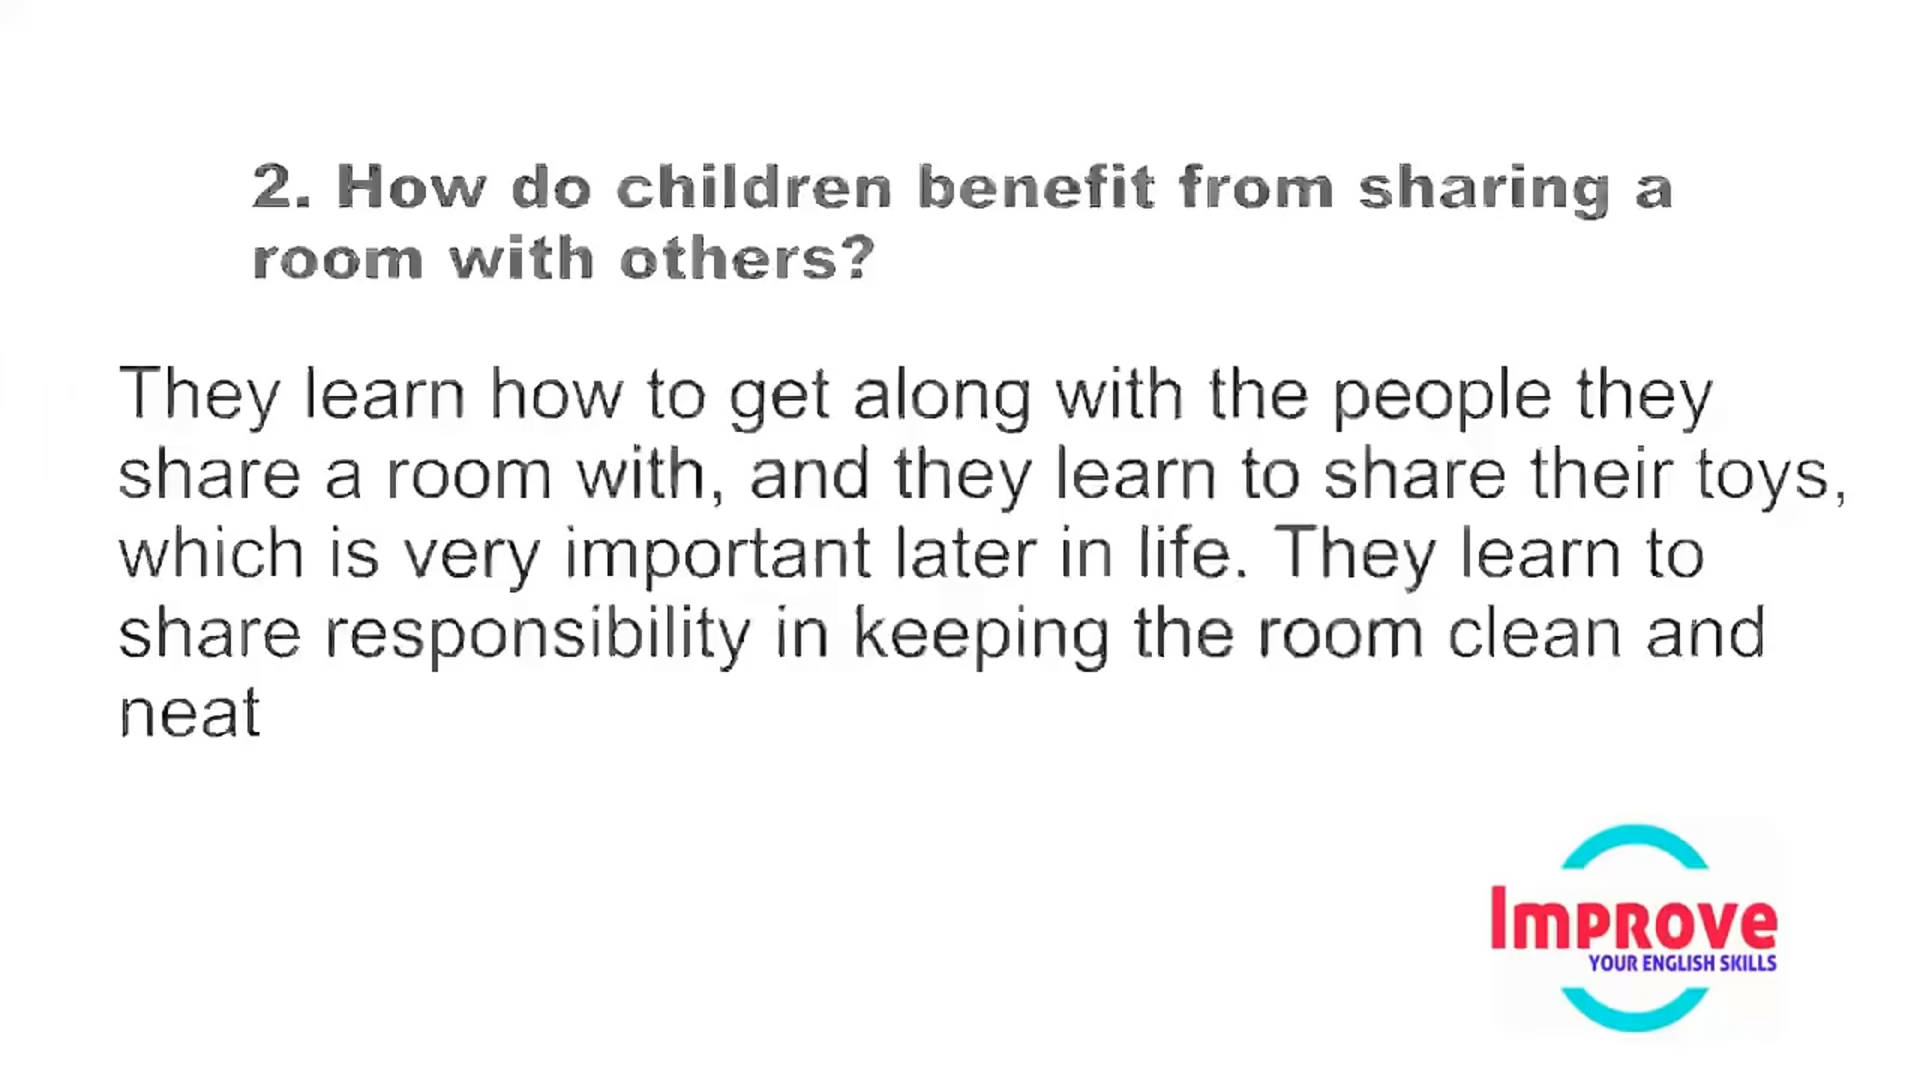 2. How do children benefit from sharing a
room with others?
They learn how to get along with the people they
share a room with, and they learn to share their toys,
which is very important later in life. They learn to
share responsibility in keeping the room clean and
neat
Improve
YOUR ENGLISH SKILLS